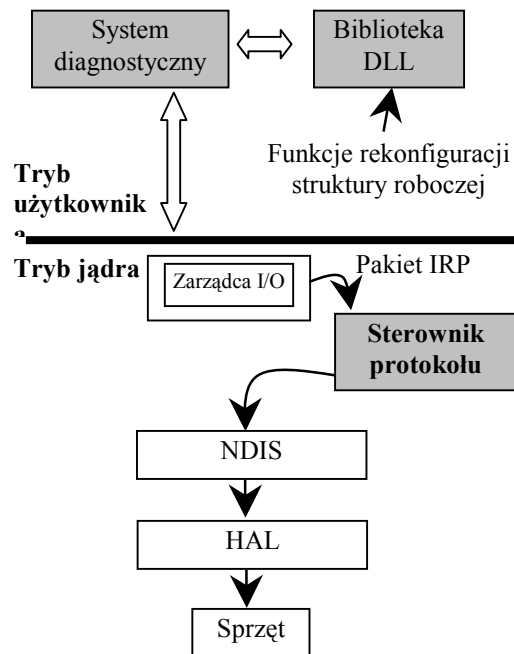 System
diagnostyczny
Biblioteka
DLL
Funkcje rekonfiguracji
struktury roboczej
Tryb
użytkownik
a
Tryb jądra
Zarządca I/O
Pakiet IRP
Sterownik
protokołu
NDIS
HAL
Sprzęt